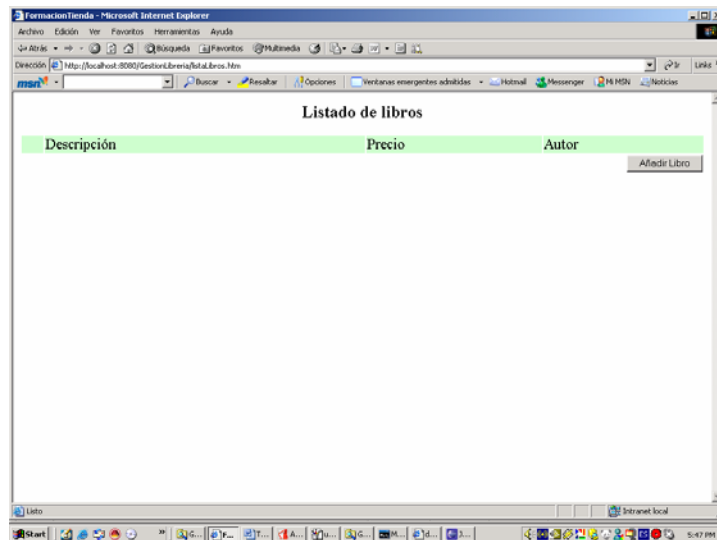 FormacionTienda - Microsoft Internet Explorer
Archivo Edición Ver Favoritos Herramientas Ayuda
Atrás Búsqueda Favoritos Multimedia
Dirección http://localhost:8080/GestionLibreria/listaLibros.htm Ir Links
msn Buscar Resaltar Opciones Ventanas emergentes admitidas Hotmail Messenger Mi MSN Noticias
Listado de libros
Descripción Precio Autor
Añadir Libro
Listo Intranet local
Start G... F... T... A... u... G... M... d... 5:47 PM